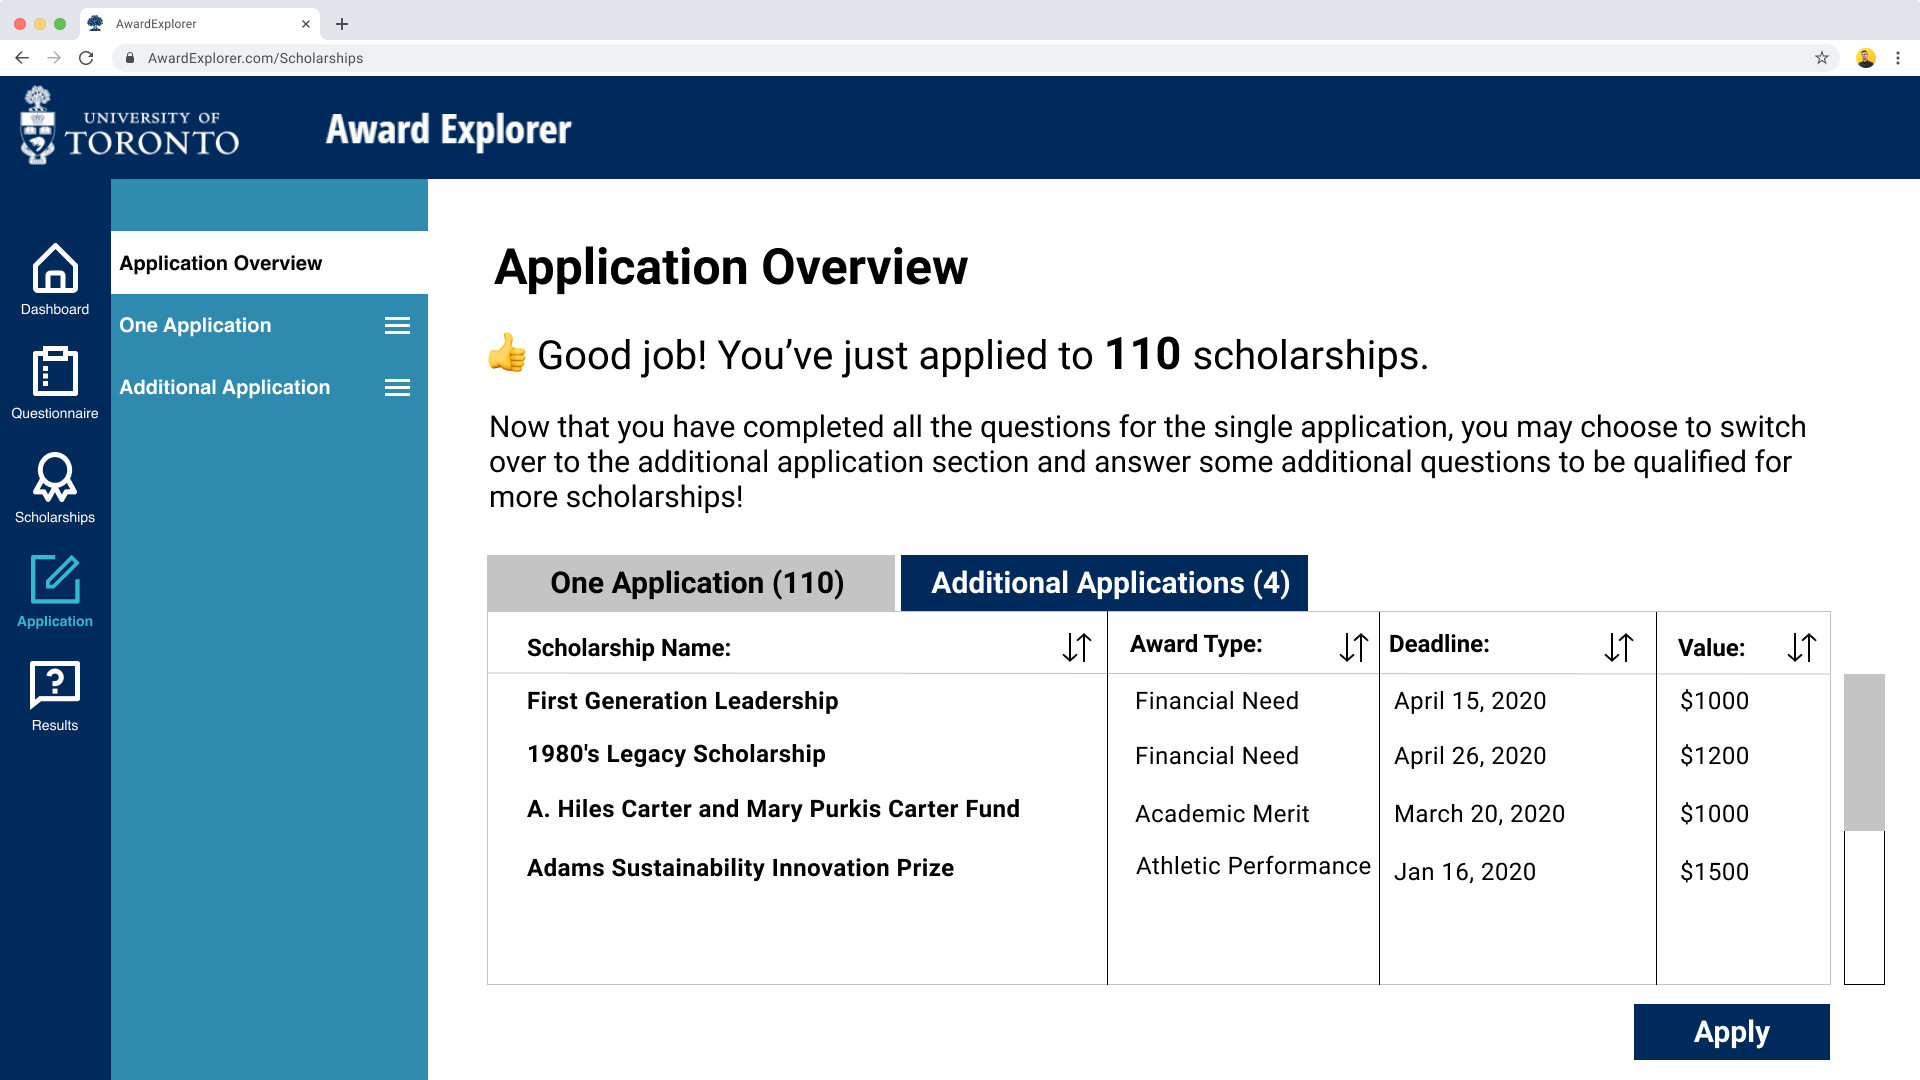 AwardExplorer
AwardExplorer.com/Scholarships
UNIVERSITY OF
TORONTO
Award Explorer
Dashboard
Questionnaire
Scholarships
Application
Results
Application Overview
One Application
Additional Application
Application Overview
👍 Good job! You’ve just applied to 110 scholarships.
Now that you have completed all the questions for the single application, you may choose to switch
over to the additional application section and answer some additional questions to be qualified for
more scholarships!
One Application (110) Additional Applications (4)
Scholarship Name: Award Type: Deadline: Value:
First Generation Leadership Financial Need April 15, 2020 $1000
1980's Legacy Scholarship Financial Need April 26, 2020 $1200
A. Hiles Carter and Mary Purkis Carter Fund Academic Merit March 20, 2020 $1000
Adams Sustainability Innovation Prize Athletic Performance Jan 16, 2020 $1500
Apply